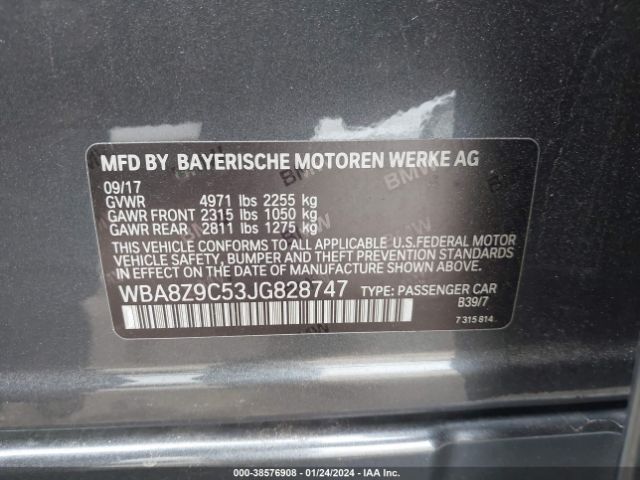 MFD BY BAYERISCHE MOTOREN WERKE AG
09/17
GVWR 4971 lbs 2255 kg
GAWR FRONT 2315 lbs 1050 kg
GAWR REAR 2811 lbs 1275 kg
THIS VEHICLE CONFORMS TO ALL APPLICABLE U.S.FEDERAL MOTOR
VEHICLE SAFETY, BUMPER AND THEFT PREVENTION STANDARDS
IN EFFECT ON THE DATE OF MANUFACTURE SHOWN ABOVE.
WBA8Z9C53JG828747 TYPE: PASSENGER CAR
B39/7
7 315 814
000-38576908 - 01/24/2024 - IAA Inc.